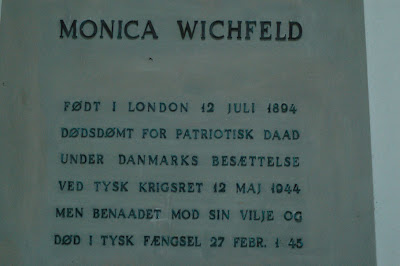 MONICA WICHFELD
FØDT I LONDON 12 JULI 1894
DØDSDØMT FOR PATRIOTISK DAAD
UNDER DANMARKS BESÆTTELSE
VED TYSK KRIGSRET 12 MAJ 1944
MEN BENAADET MOD SIN VILJE OG
DØD I TYSK FÆNGSEL 27 FEBR. 1 45